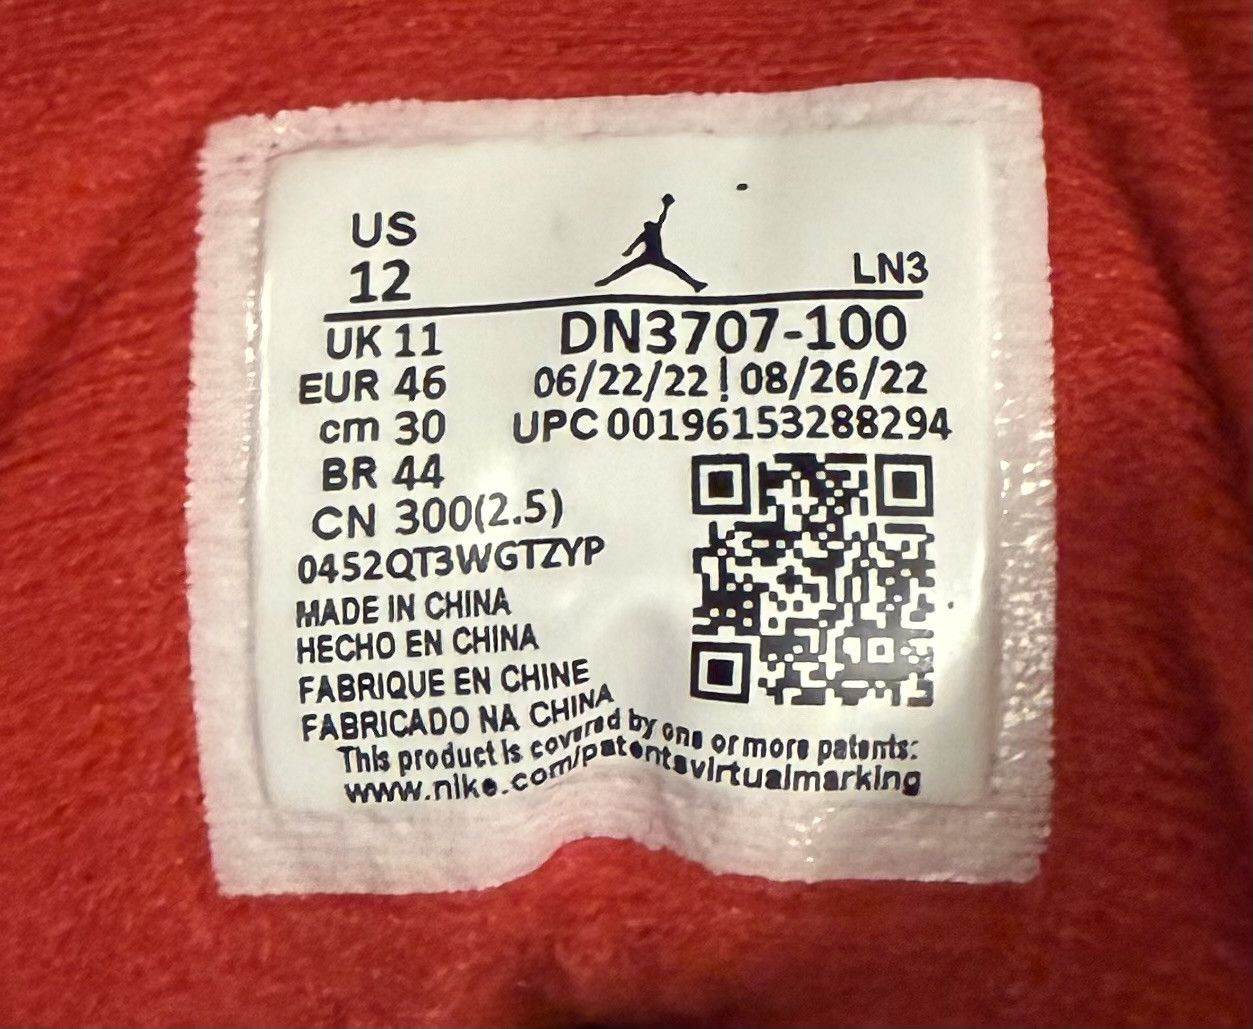 US
12
LN3
UK 11
DN3707-100
EUR 46
06/22/22 | 08/26/22
cm 30
UPC 00196153288294
BR 44
CN 300(2.5)
0452QT3WGTZYP
MADE IN CHINA
HECHO EN CHINA
FABRIQUE EN CHINE
FABRICADO NA CHINA
This product is covered by one or more patents:
www.nike.com/patentsvirtualmarking